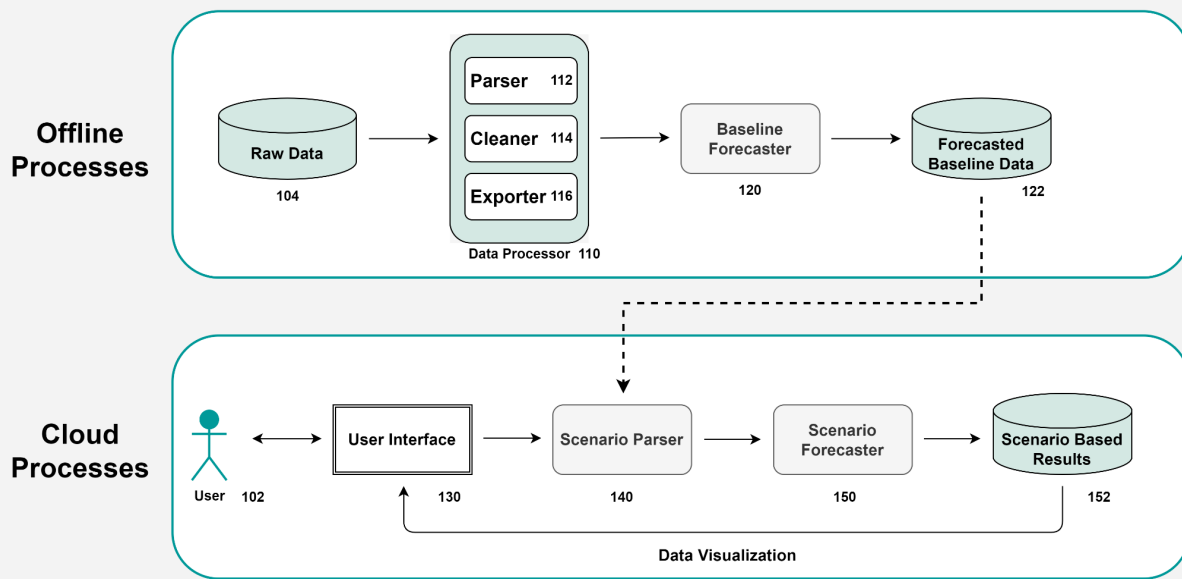 Offline
Processes
Raw Data
104
Parser 112
Cleaner 114
Exporter 116
Data Processor 110
Baseline
Forecaster
120
Forecasted
Baseline Data
122
Cloud
Processes
User 102
User Interface
130
Scenario Parser
140
Scenario
Forecaster
150
Scenario Based
Results
152
Data Visualization